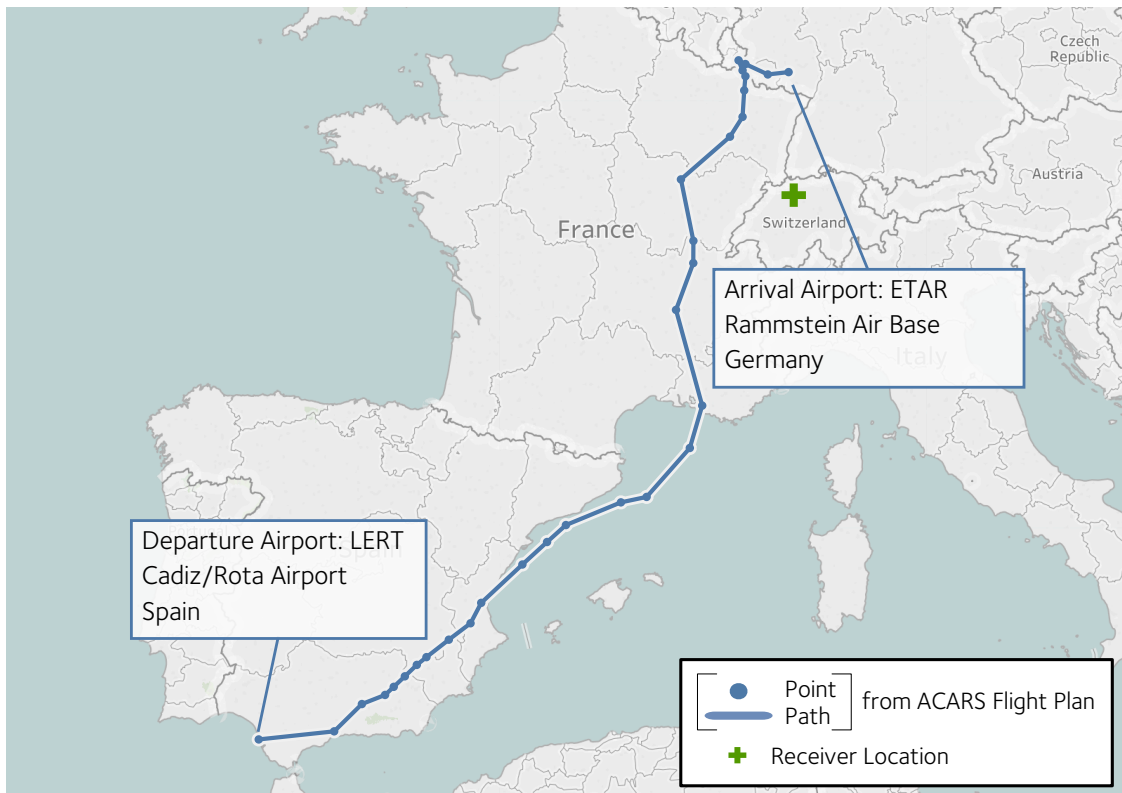 Czech
Republic
Austria
France
Switzerland
Arrival Airport: ETAR
Rammstein Air Base
Germany
Italy
Departure Airport: LERT
Cadiz/Rota Airport
Spain
Spain
Point
Path
from ACARS Flight Plan
Receiver Location